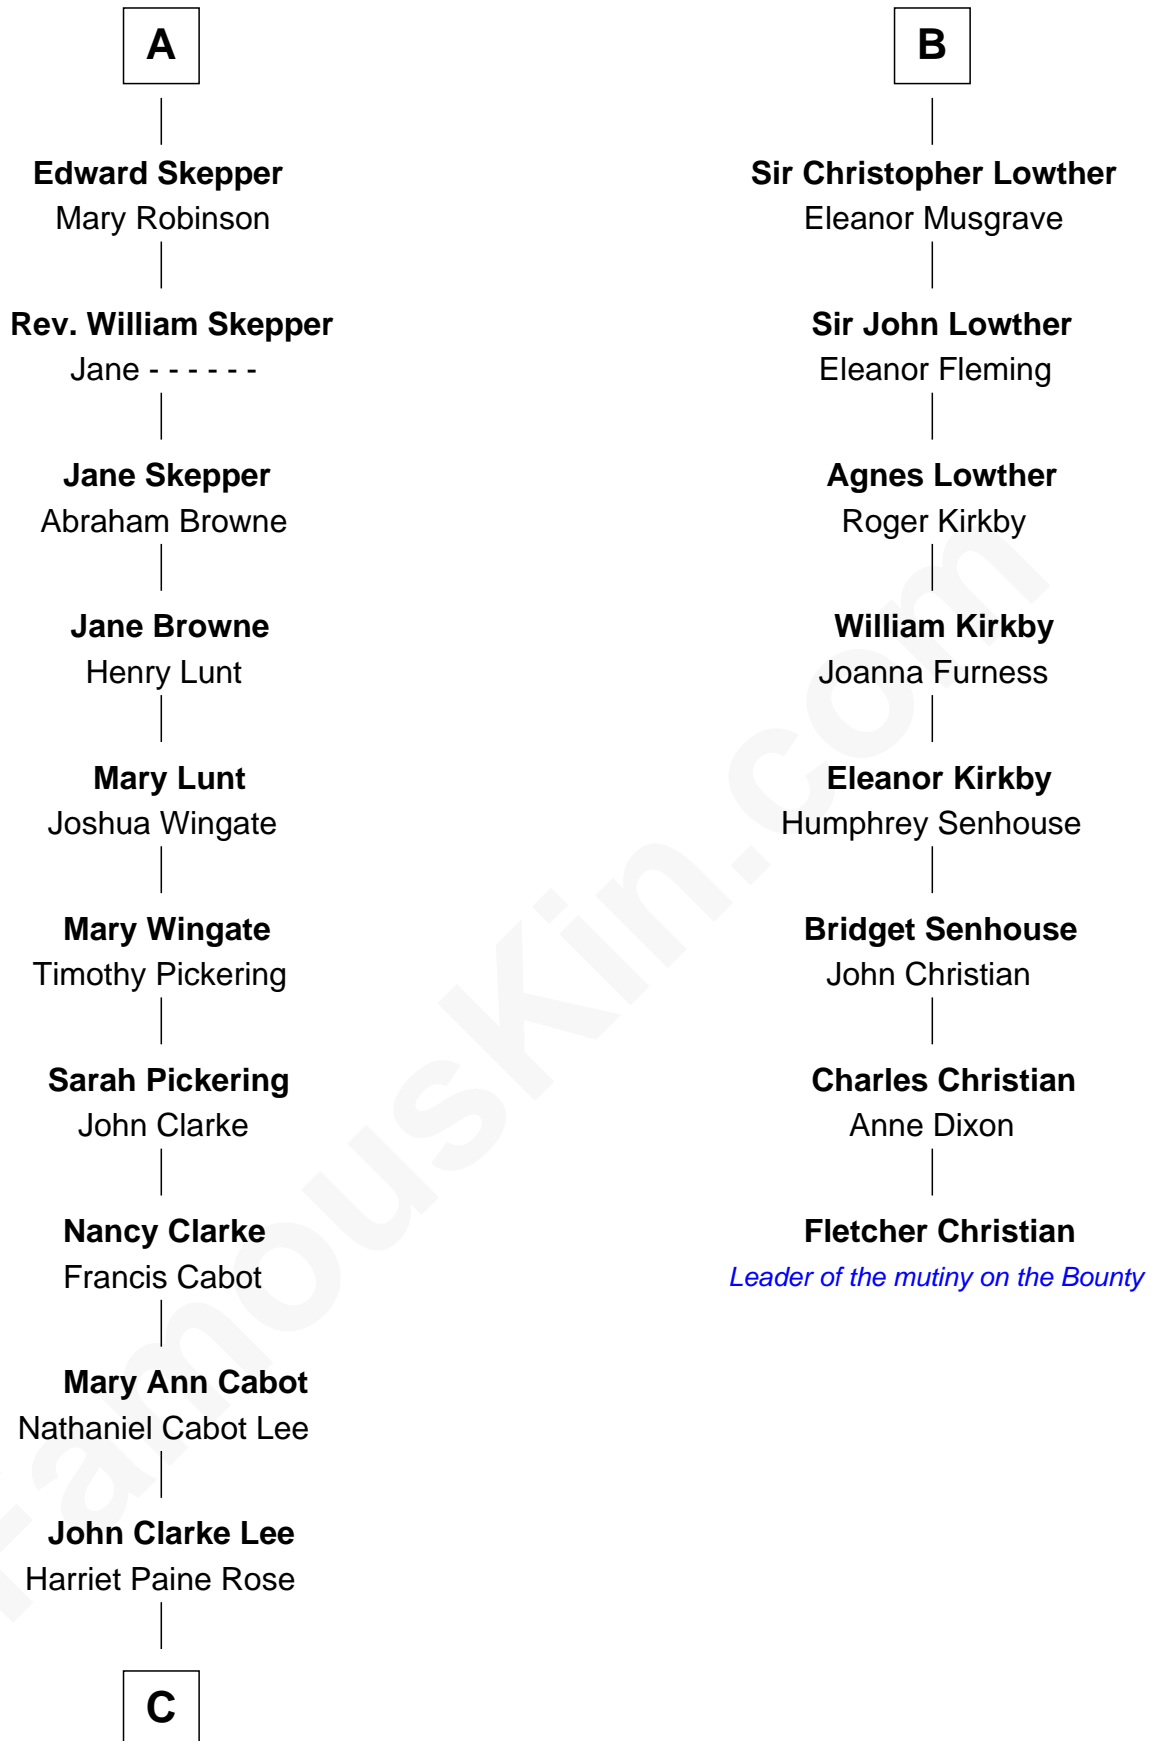 A
Edward Skepper
Mary Robinson
Rev. William Skepper
Jane - - - - - -
Jane Skepper
Abraham Browne
Jane Browne
Henry Lunt
Mary Lunt
Joshua Wingate
Mary Wingate
Timothy Pickering
Sarah Pickering
John Clarke
Nancy Clarke
Francis Cabot
Mary Ann Cabot
Nathaniel Cabot Lee
John Clarke Lee
Harriet Paine Rose
C
B
Sir Christopher Lowther
Eleanor Musgrave
Sir John Lowther
Eleanor Fleming
Agnes Lowther
Roger Kirkby
William Kirkby
Joanna Furness
Eleanor Kirkby
Humphrey Senhouse
Bridget Senhouse
John Christian
Charles Christian
Anne Dixon
Fletcher Christian
Leader of the mutiny on the Bounty
FamousKin.com